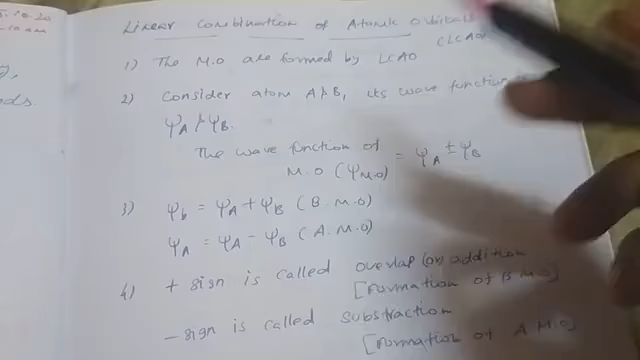 Linear Combination of Atomic Orbitals
(LCAO)
1) The M.O are formed by LCAO
2) Consider atom A & B, its wave function
ψA & ψB.
The wave function of
M.O (ψM.O) = ψA ± ψB
3) ψb = ψA + ψB (B.M.O)
ψA = ψA - ψB (A.M.O)
4) + sign is called overlap (or) addition
[Formation of B M.O]
- sign is called substraction
[Formation of A M.O]